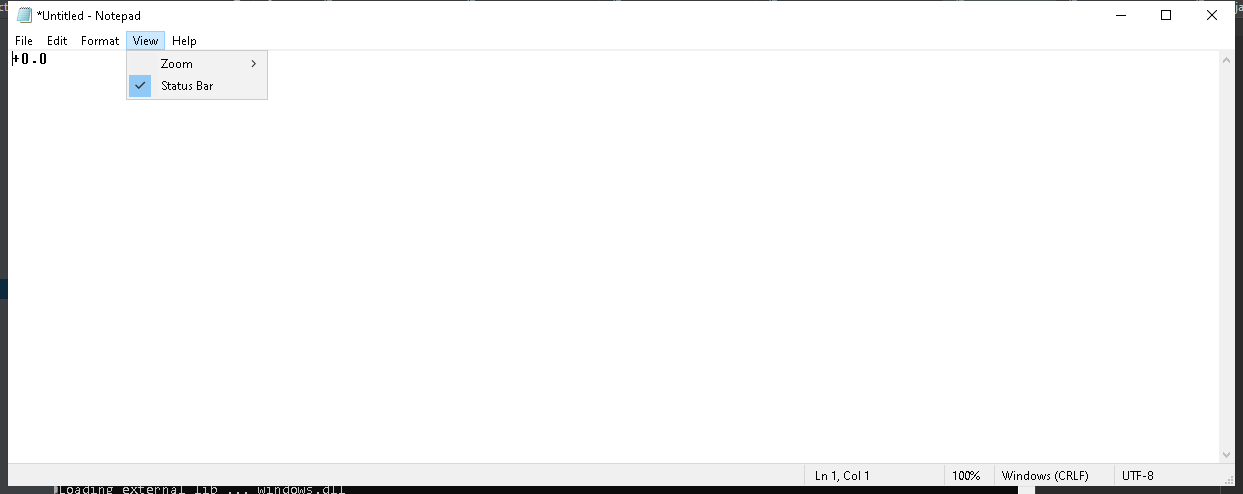 *Untitled - Notepad
File Edit Format View Help
+0.0
Zoom
Status Bar
Ln 1, Col 1 100% Windows (CRLF) UTF-8
Loading external lib ... windows.dll